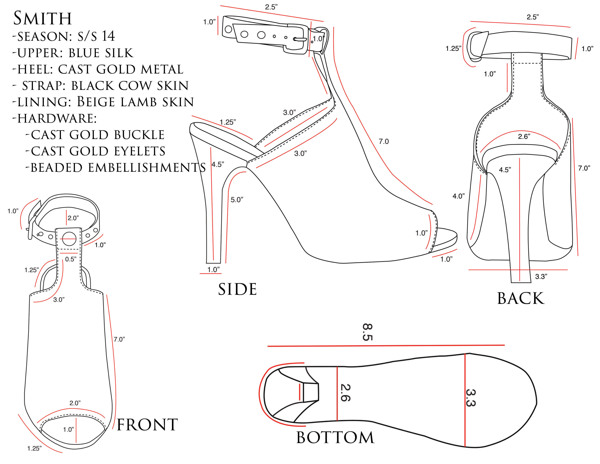 Smith
-season: s/s 14
-upper: blue silk
-heel: cast gold metal
- strap: black cow skin
-lining: Beige lamb skin
-hardware:
-cast gold buckle
-cast gold eyelets
-beaded embellishments
2.5"
1.0"
1.0"
1.25"
3.0"
3.0"
7.0
4.5"
5.0"
1.0"
1.0"
1.0"
SIDE
2.5"
1.25"
1.0"
1.0"
2.6"
4.5"
4.0"
7.0
3.3"
BACK
1.0"
2.0"
1.0"
0.5"
1.25"
3.0"
7.0"
2.0"
1.0"
1.25"
FRONT
8.5
2.6
3.3
BOTTOM